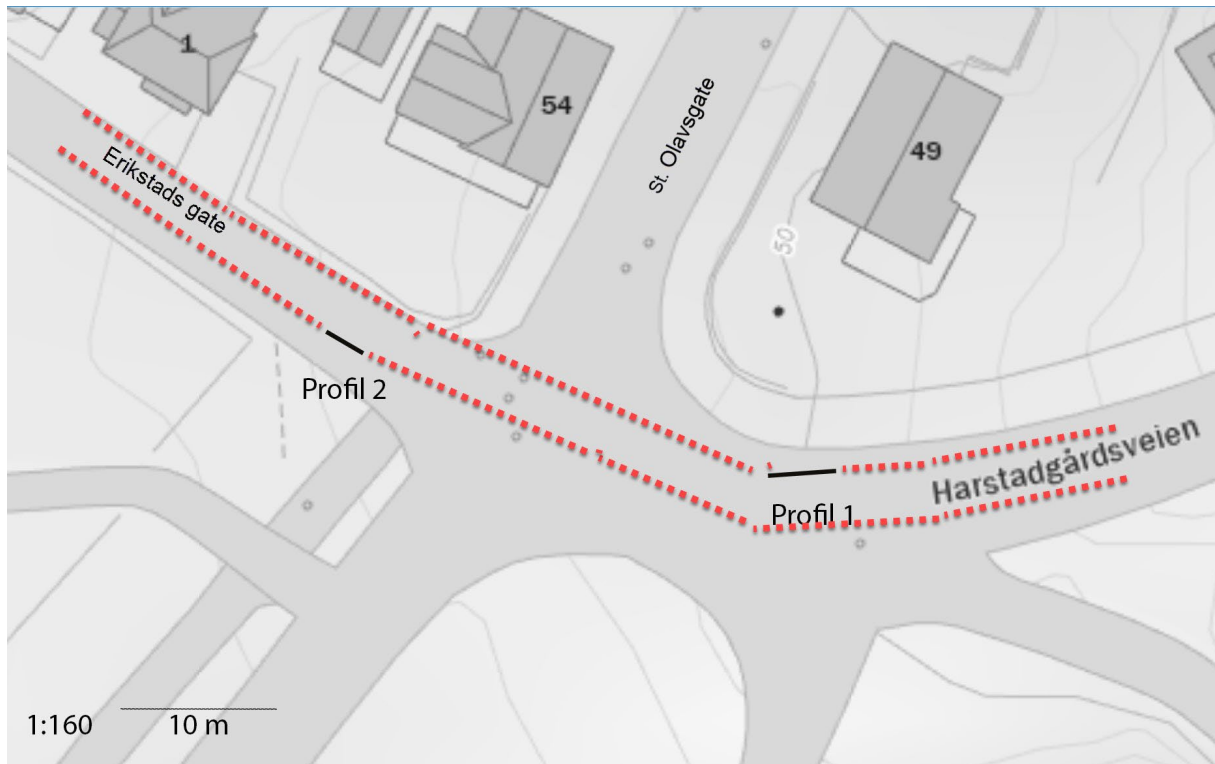 1
54
49
Erikstads gate
St. Olavsgate
50
Profil 2
Profil 1
Harstadgårdsveien
1:160
10 m